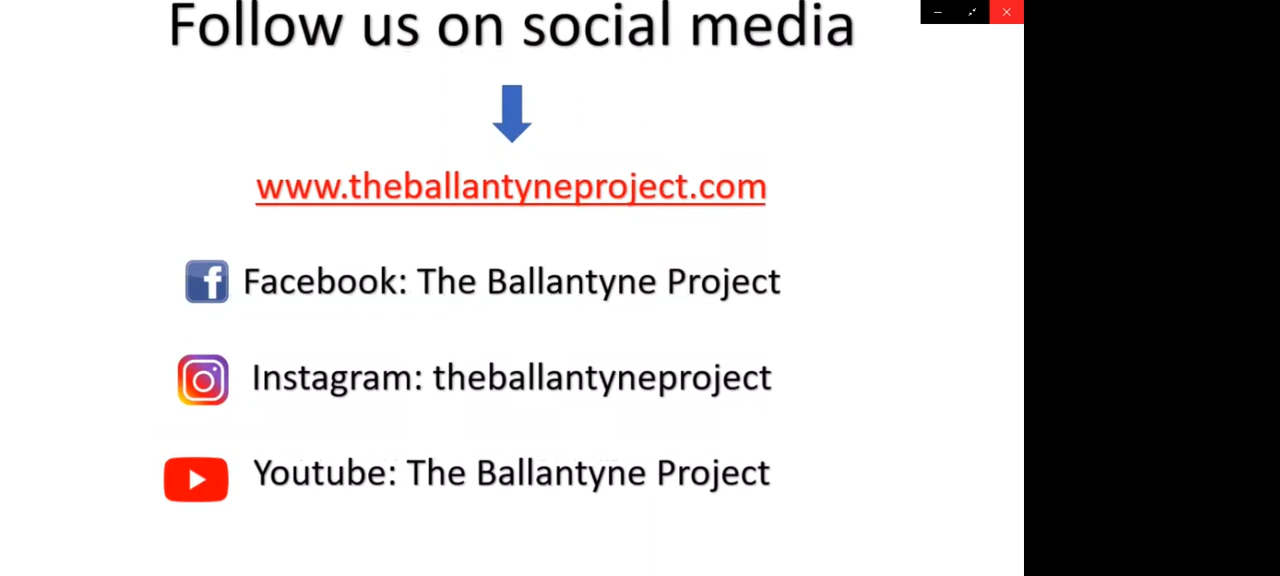 Follow us on social media
www.theballantyneproject.com
Facebook: The Ballantyne Project
Instagram: theballantyneproject
Youtube: The Ballantyne Project